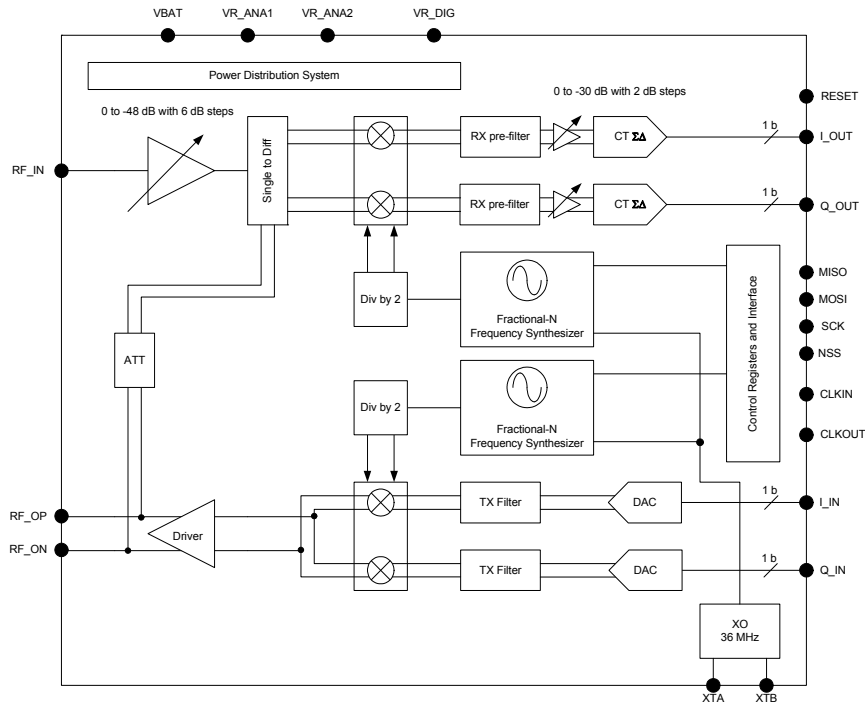 VBAT
VR_ANA1
VR_ANA2
VR_DIG
Power Distribution System
0 to -48 dB with 6 dB steps
0 to -30 dB with 2 dB steps
RESET
RF_IN
Single to Diff
RX pre-filter
CT ΣΔ
1 b
I_OUT
RX pre-filter
CT ΣΔ
1 b
Q_OUT
Div by 2
Fractional-N
Frequency Synthesizer
Control Registers and Interface
MISO
MOSI
SCK
NSS
CLKIN
CLKOUT
ATT
Div by 2
Fractional-N
Frequency Synthesizer
RF_OP
RF_ON
Driver
TX Filter
DAC
1 b
I_IN
TX Filter
DAC
1 b
Q_IN
XO
36 MHz
XTA
XTB